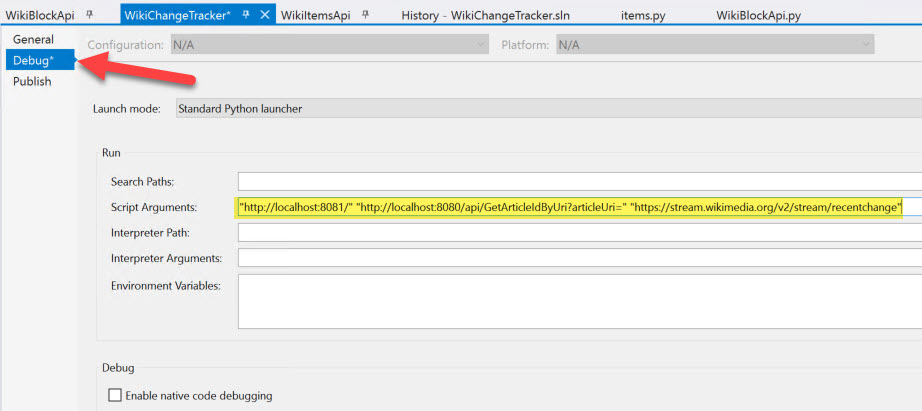 WikiBlockApi WikiChangeTracker* WikiItemsApi History - WikiChangeTracker.sln items.py WikiBlockApi.py
General
Configuration: N/A Platform: N/A
Debug*
Publish
Launch mode: Standard Python launcher
Run
Search Paths:
Script Arguments: "http://localhost:8081/" "http://localhost:8080/api/GetArticleIdByUri?articleUri=" "https://stream.wikimedia.org/v2/stream/recentchange"
Interpreter Path:
Interpreter Arguments:
Environment Variables:
Debug
Enable native code debugging